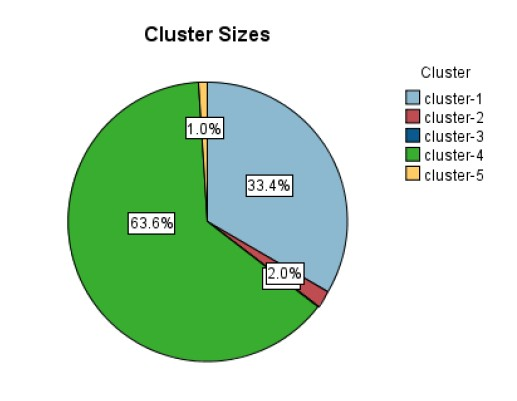 Cluster Sizes
Cluster
cluster-1
cluster-2
cluster-3
cluster-4
cluster-5
1.0%
33.4%
63.6%
2.0%